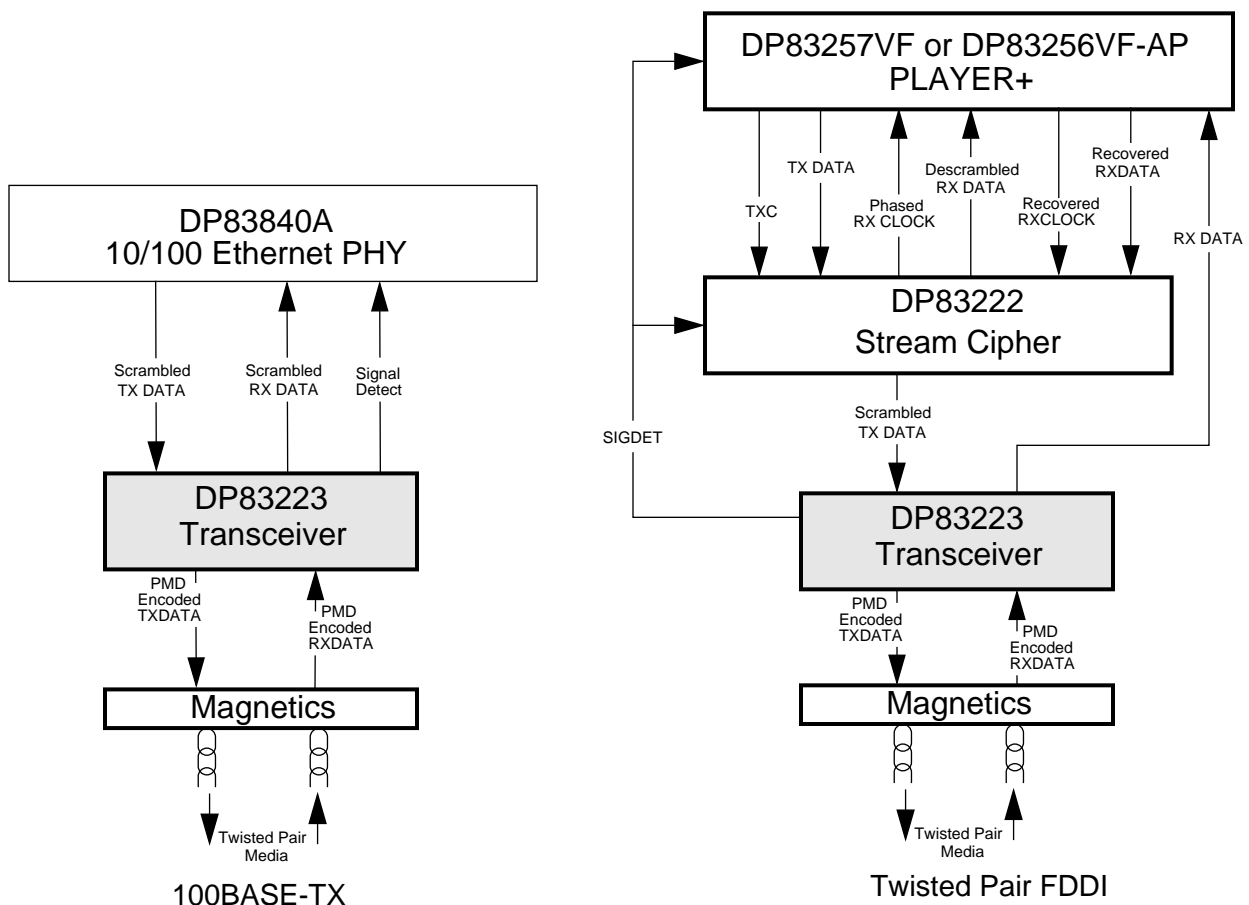 DP83840A
10/100 Ethernet PHY
Scrambled
TX DATA
Scrambled
RX DATA
Signal
Detect
DP83223
Transceiver
PMD
Encoded
TXDATA
PMD
Encoded
RXDATA
Magnetics
Twisted Pair
Media
100BASE-TX
DP83257VF or DP83256VF-AP
PLAYER+
TXC
TX DATA
Phased
RX CLOCK
Descrambled
RX DATA
Recovered
RXCLOCK
Recovered
RXDATA
RX DATA
DP83222
Stream Cipher
SIGDET
Scrambled
TX DATA
DP83223
Transceiver
PMD
Encoded
TXDATA
PMD
Encoded
RXDATA
Magnetics
Twisted Pair
Media
Twisted Pair FDDI